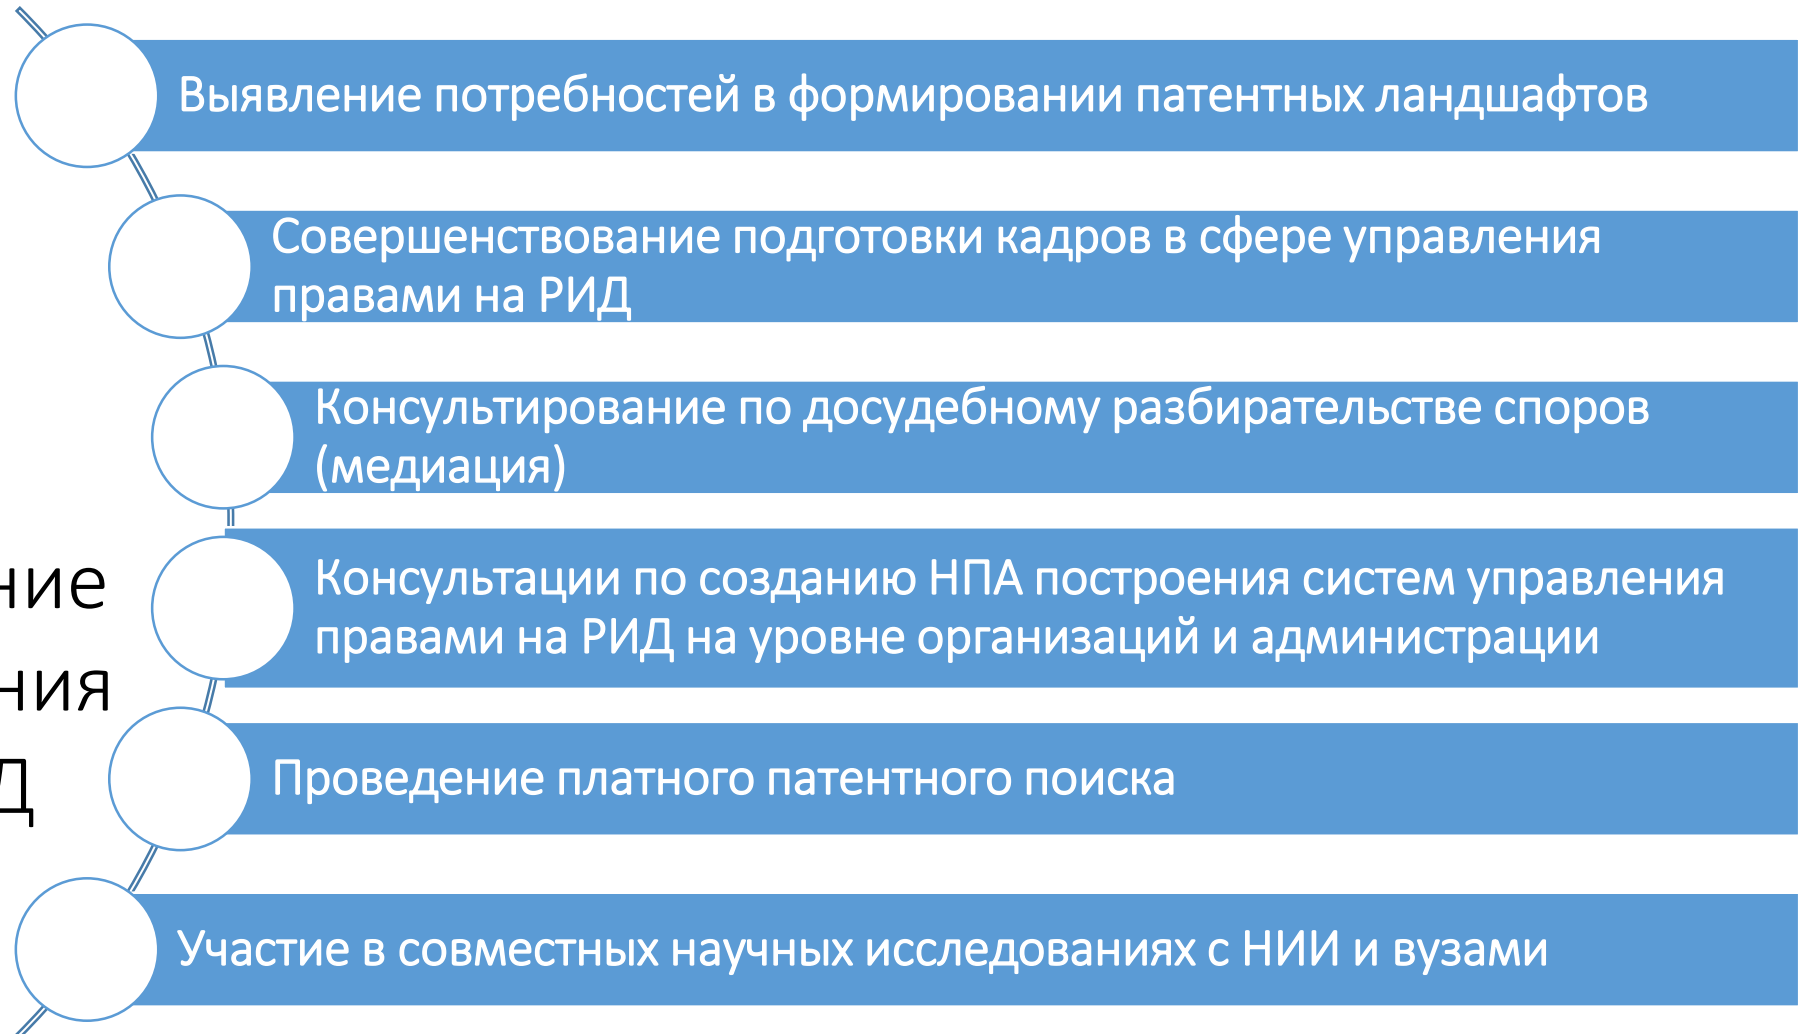 Выявление потребностей в формировании патентных ландшафтов
Совершенствование подготовки кадров в сфере управления
правами на РИД
Консультирование по досудебному разбирательстве споров
(медиация)
Консультации по созданию НПА построения систем управления
правами на РИД на уровне организаций и администрации
Проведение платного патентного поиска
Участие в совместных научных исследованиях с НИИ и вузами